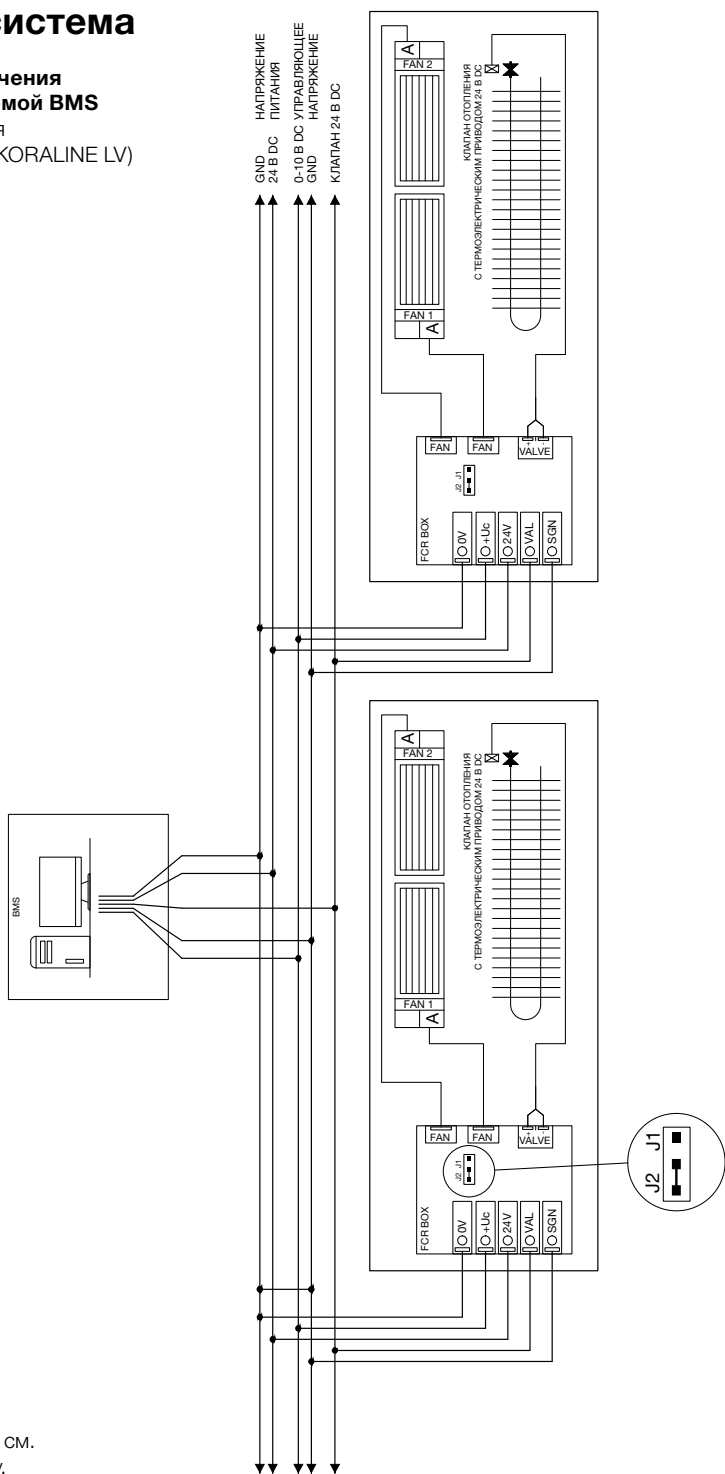 система
чения
мой BMS
я
KORALINE LV)
GND НАПРЯЖЕНИЕ
24 В DC ПИТАНИЯ
0-10 В DC УПРАВЛЯЮЩЕЕ
GND НАПРЯЖЕНИЕ
КЛАПАН 24 В DC
A
FAN 2
FAN 1
A
КЛАПАН ОТОПЛЕНИЯ
С ТЕРМОЭЛЕКТРИЧЕСКИМ ПРИВОДОМ 24 В DC
FAN
FAN
+ -
VALVE
J2 J1
FCR BOX
0V
+Uc
24V
VAL
SGN
BMS
A
FAN 2
FAN 1
A
КЛАПАН ОТОПЛЕНИЯ
С ТЕРМОЭЛЕКТРИЧЕСКИМ ПРИВОДОМ 24 В DC
FAN
FAN
+ -
VALVE
J2 J1
FCR BOX
0V
+Uc
24V
VAL
SGN
J2 J1
см.